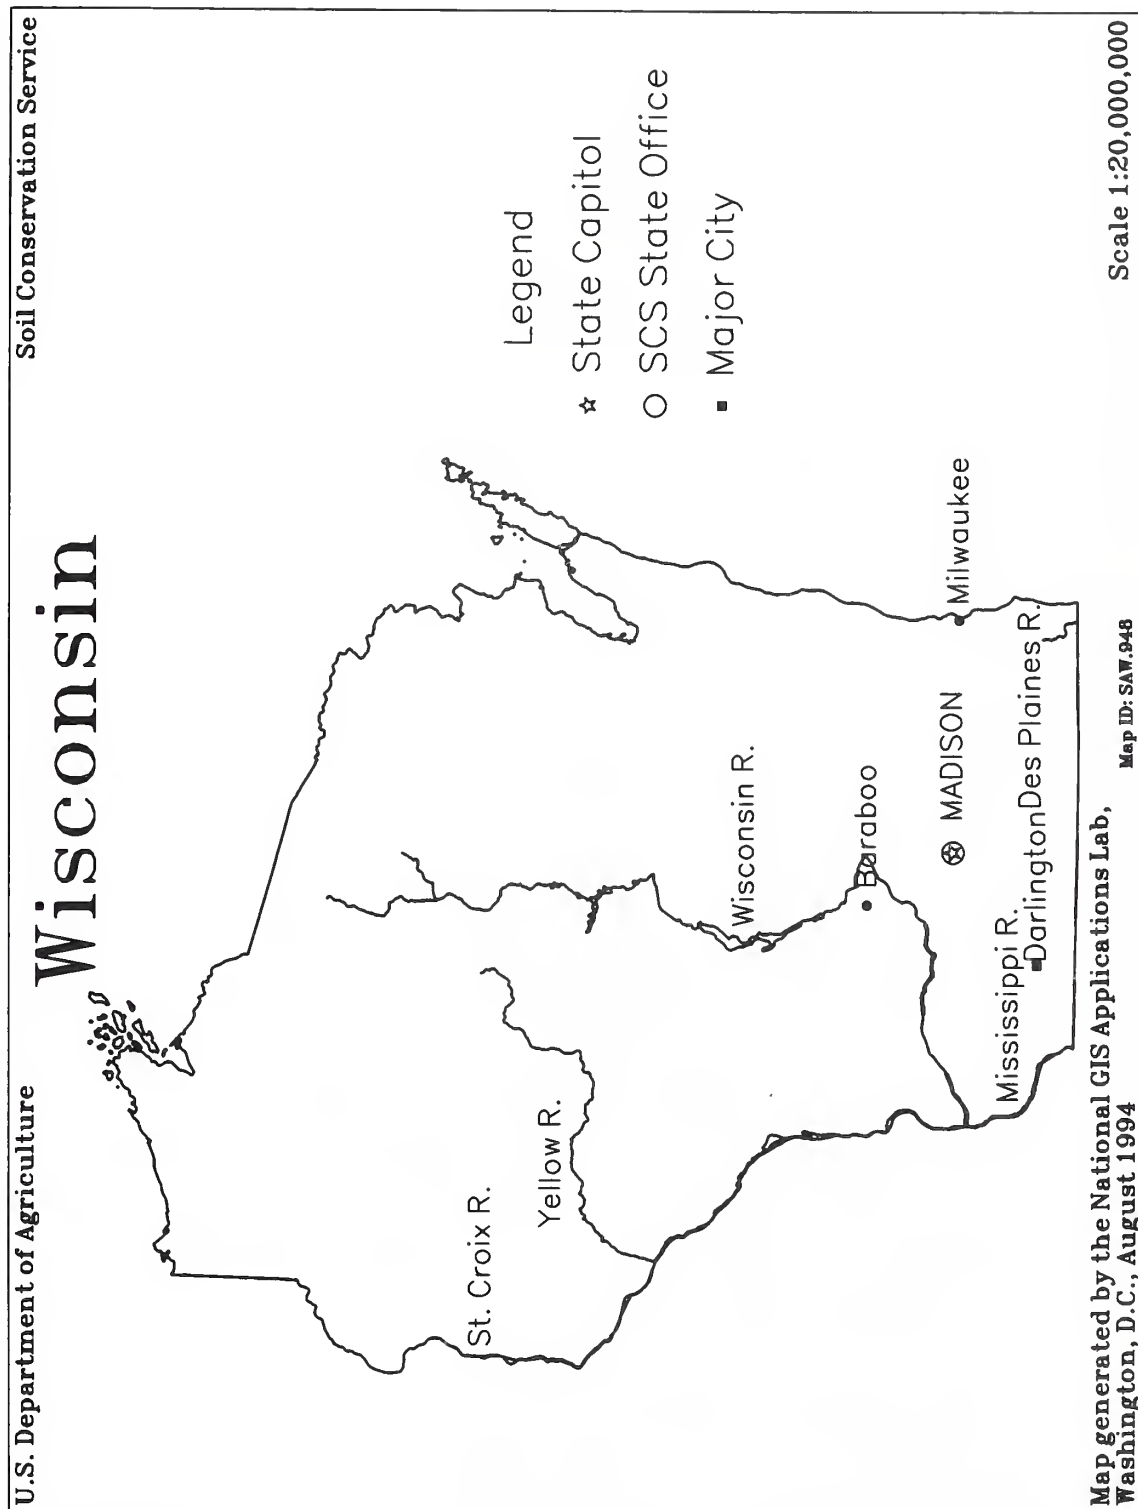 U.S. Department of Agriculture
Soil Conservation Service
Wisconsin
Legend
State Capitol
SCS State Office
Major City
St. Croix R.
Yellow R.
Wisconsin R.
Baraboo
MADISON
Milwaukee
Mississippi R.
Darlington
Des Plaines R.
Map generated by the National GIS Applications Lab,
Washington, D.C., August 1994
Map ID: SAW.948
Scale 1:20,000,000